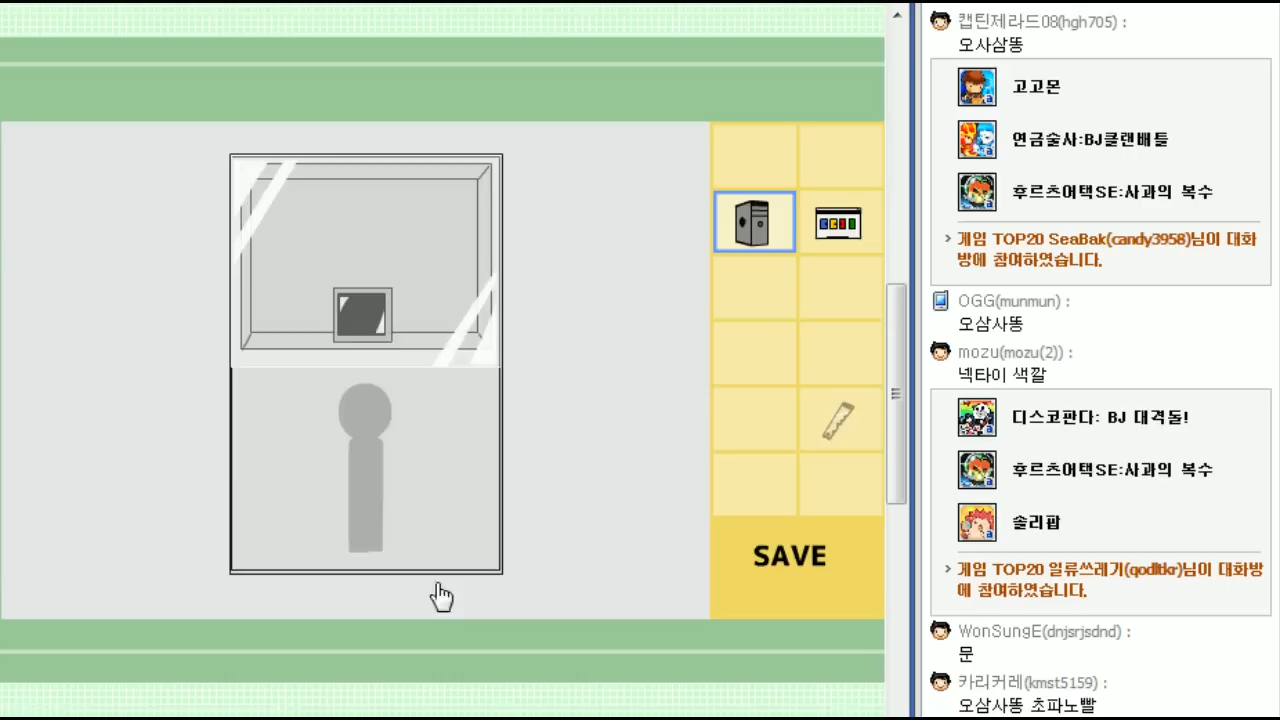 SAVE
캡틴제라드08(hgh705) :
오사삼똥
고고몬
연금술사:BJ클랜배틀
후르츠어택SE:사과의 복수
게임 TOP20 SeaBak(candy3958)님이 대화
방에 참여하였습니다.
OGG(munmun) :
오삼사똥
mozu(mozu(2)) :
넥타이 색깔
디스코판다: BJ 대격돌!
후르츠어택SE:사과의 복수
솔리팝
게임 TOP20 일류쓰레기(qodltkr)님이 대화방
에 참여하였습니다.
WonSungE(dnjsrjsdnd) :
문
카리커레(kmst5159) :
오삼사똥 초파노빨